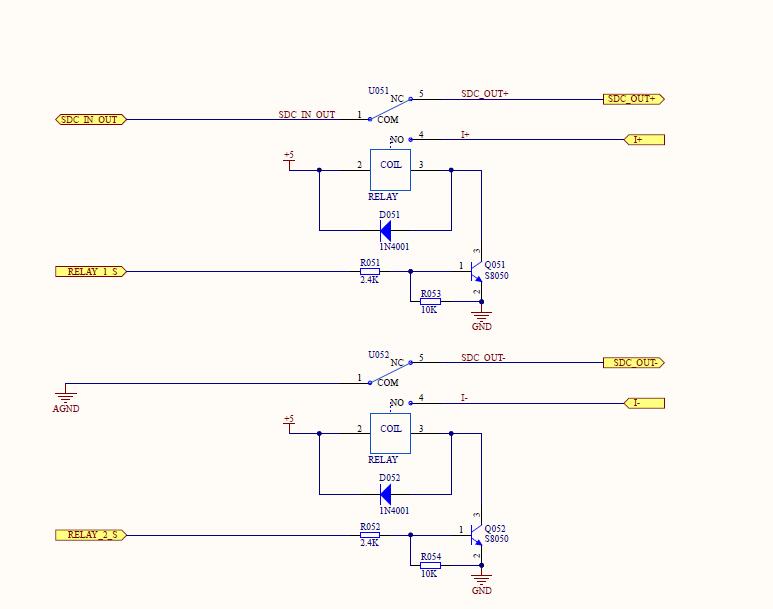 U051
NC 5 SDC_OUT+ SDC_OUT+
SDC_IN_OUT SDC_IN_OUT 1 COM
NO 4 I+ I+
+5
2 COIL 3
RELAY
D051
1N4001
3
RELAY_1_S R051 1 Q051
2.4K S8050
R053 2
10K
GND
U052
NC 5 SDC_OUT- SDC_OUT-
1 COM
AGND
NO 4 I- I-
+5
2 COIL 3
RELAY
D052
1N4001
3
RELAY_2_S R052 1 Q052
2.4K S8050
R054 2
10K
GND